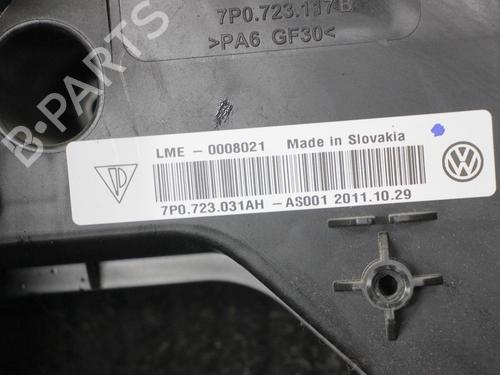 7P0.723.117B
>PA6 GF30<
B-PARTS
LME - 0008021 Made in Slovakia
7P0.723.031AH - AS001 2011.10.29